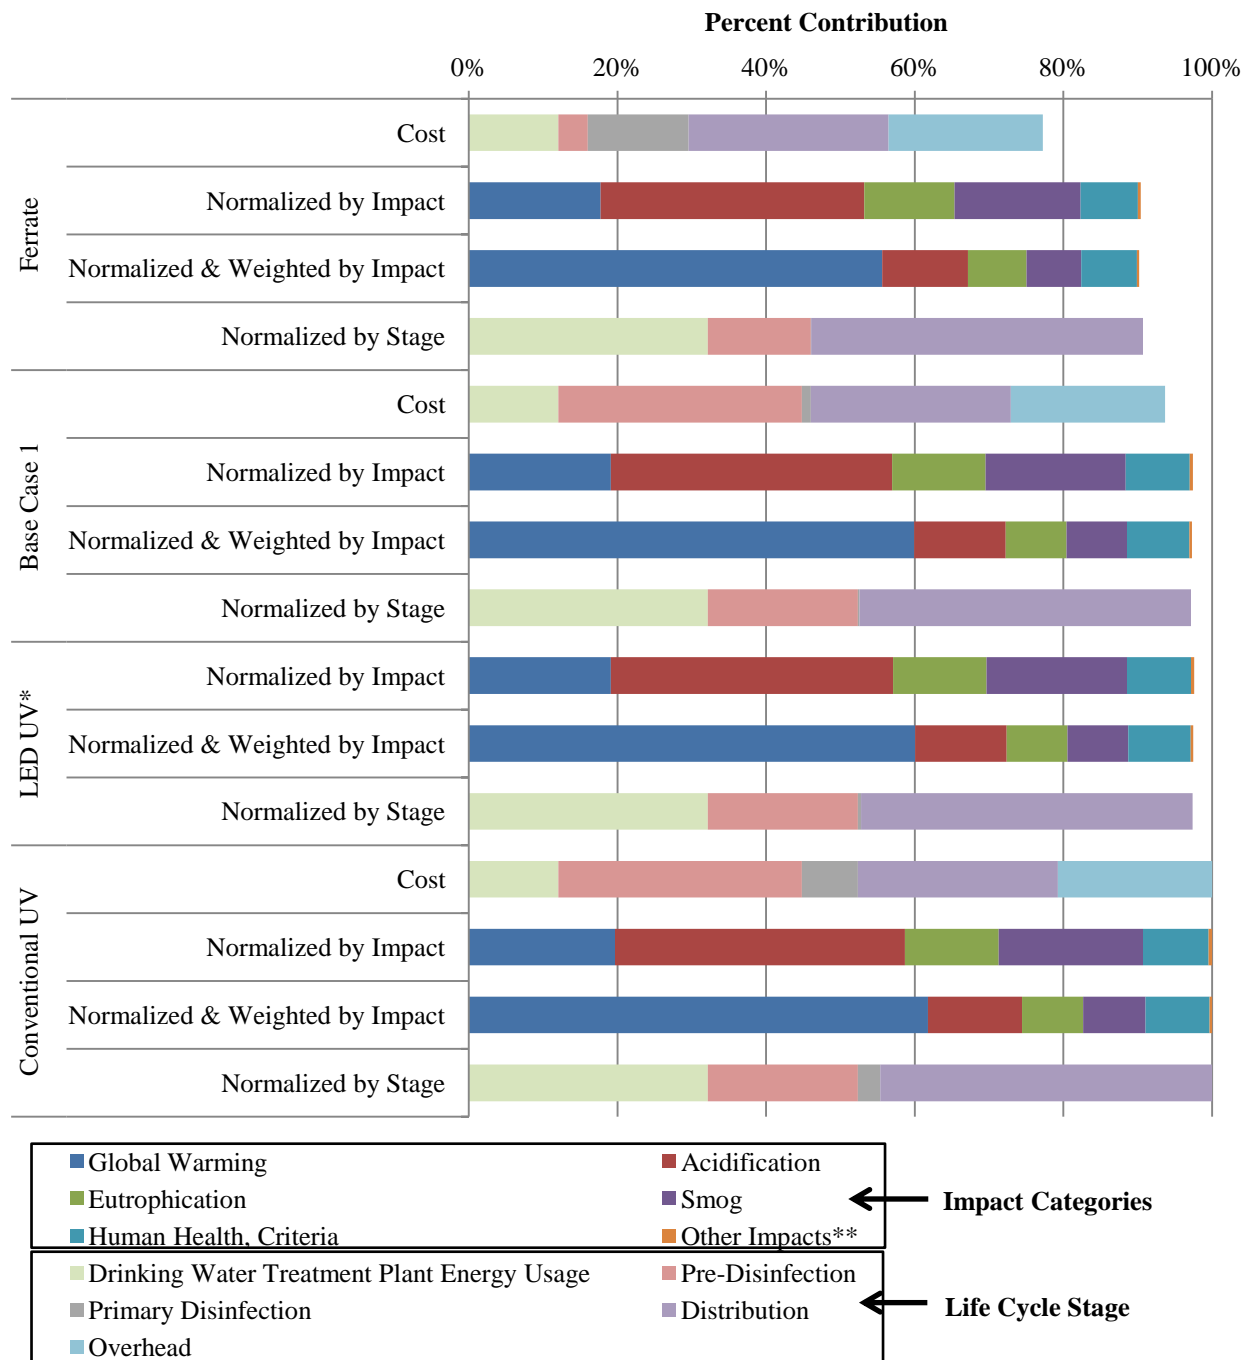 Percent Contribution
0% 20% 40% 60% 80% 100%
Ferrate
Cost
Normalized by Impact
Normalized & Weighted by Impact
Normalized by Stage
Base Case 1
Cost
Normalized by Impact
Normalized & Weighted by Impact
Normalized by Stage
LED UV*
Normalized by Impact
Normalized & Weighted by Impact
Normalized by Stage
Conventional UV
Cost
Normalized by Impact
Normalized & Weighted by Impact
Normalized by Stage
Global Warming Acidification
Eutrophication Smog
Human Health, Criteria Other Impacts**
Impact Categories
Drinking Water Treatment Plant Energy Usage Pre-Disinfection
Primary Disinfection Distribution
Overhead
Life Cycle Stage